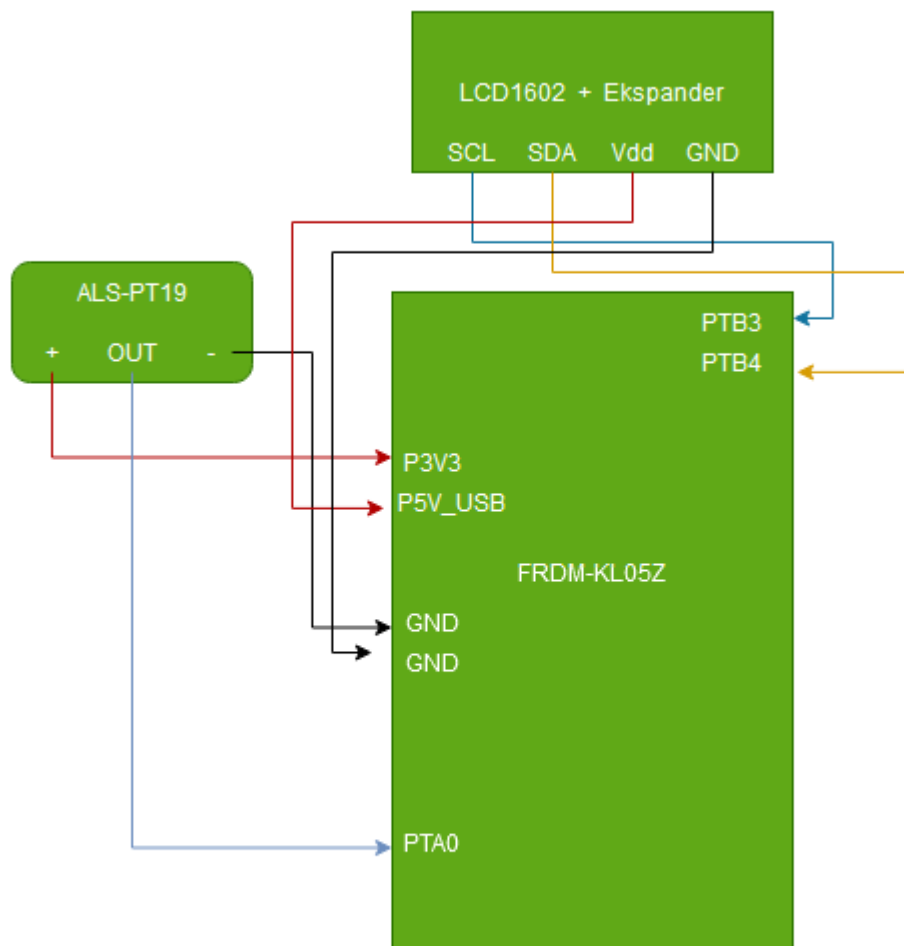 LCD1602 + Ekspander
SCL SDA Vdd GND
ALS-PT19
+ OUT -
PTB3
PTB4
P3V3
P5V_USB
FRDM-KL05Z
GND
GND
PTA0